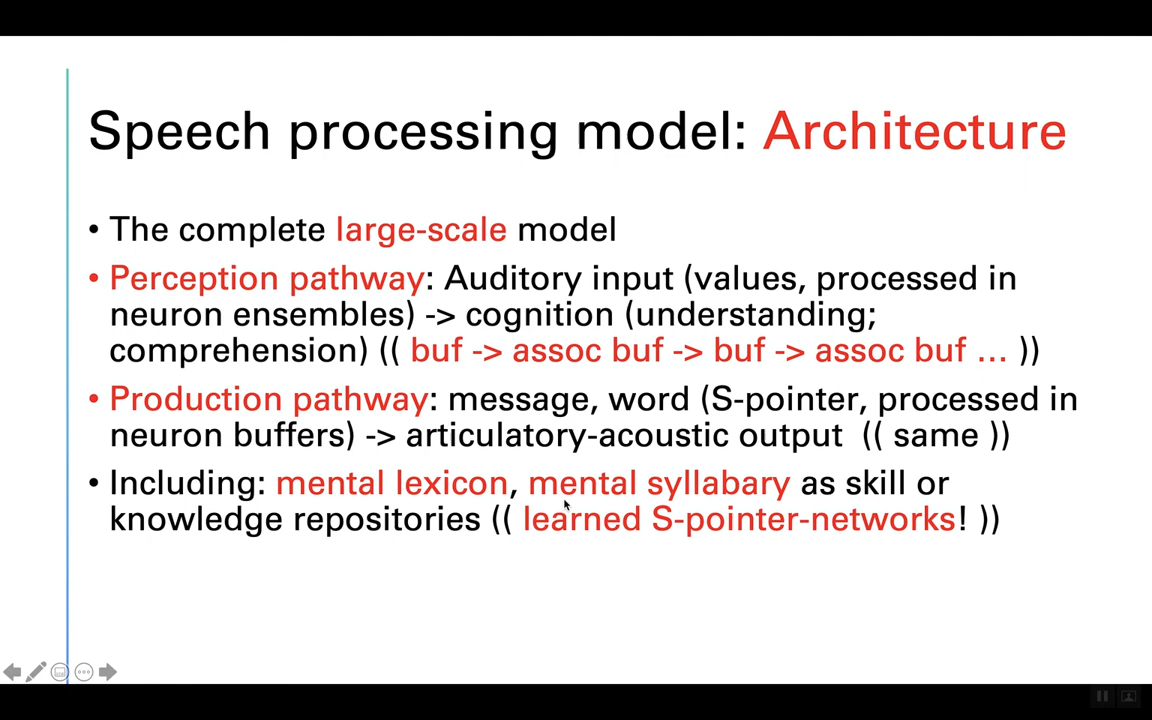 Speech processing model: Architecture
• The complete large-scale model
• Perception pathway: Auditory input (values, processed in
neuron ensembles) -> cognition (understanding;
comprehension) (( buf -> assoc buf -> buf -> assoc buf ... ))
• Production pathway: message, word (S-pointer, processed in
neuron buffers) -> articulatory-acoustic output (( same ))
• Including: mental lexicon, mental syllabary as skill or
knowledge repositories (( learned S-pointer-networks! ))